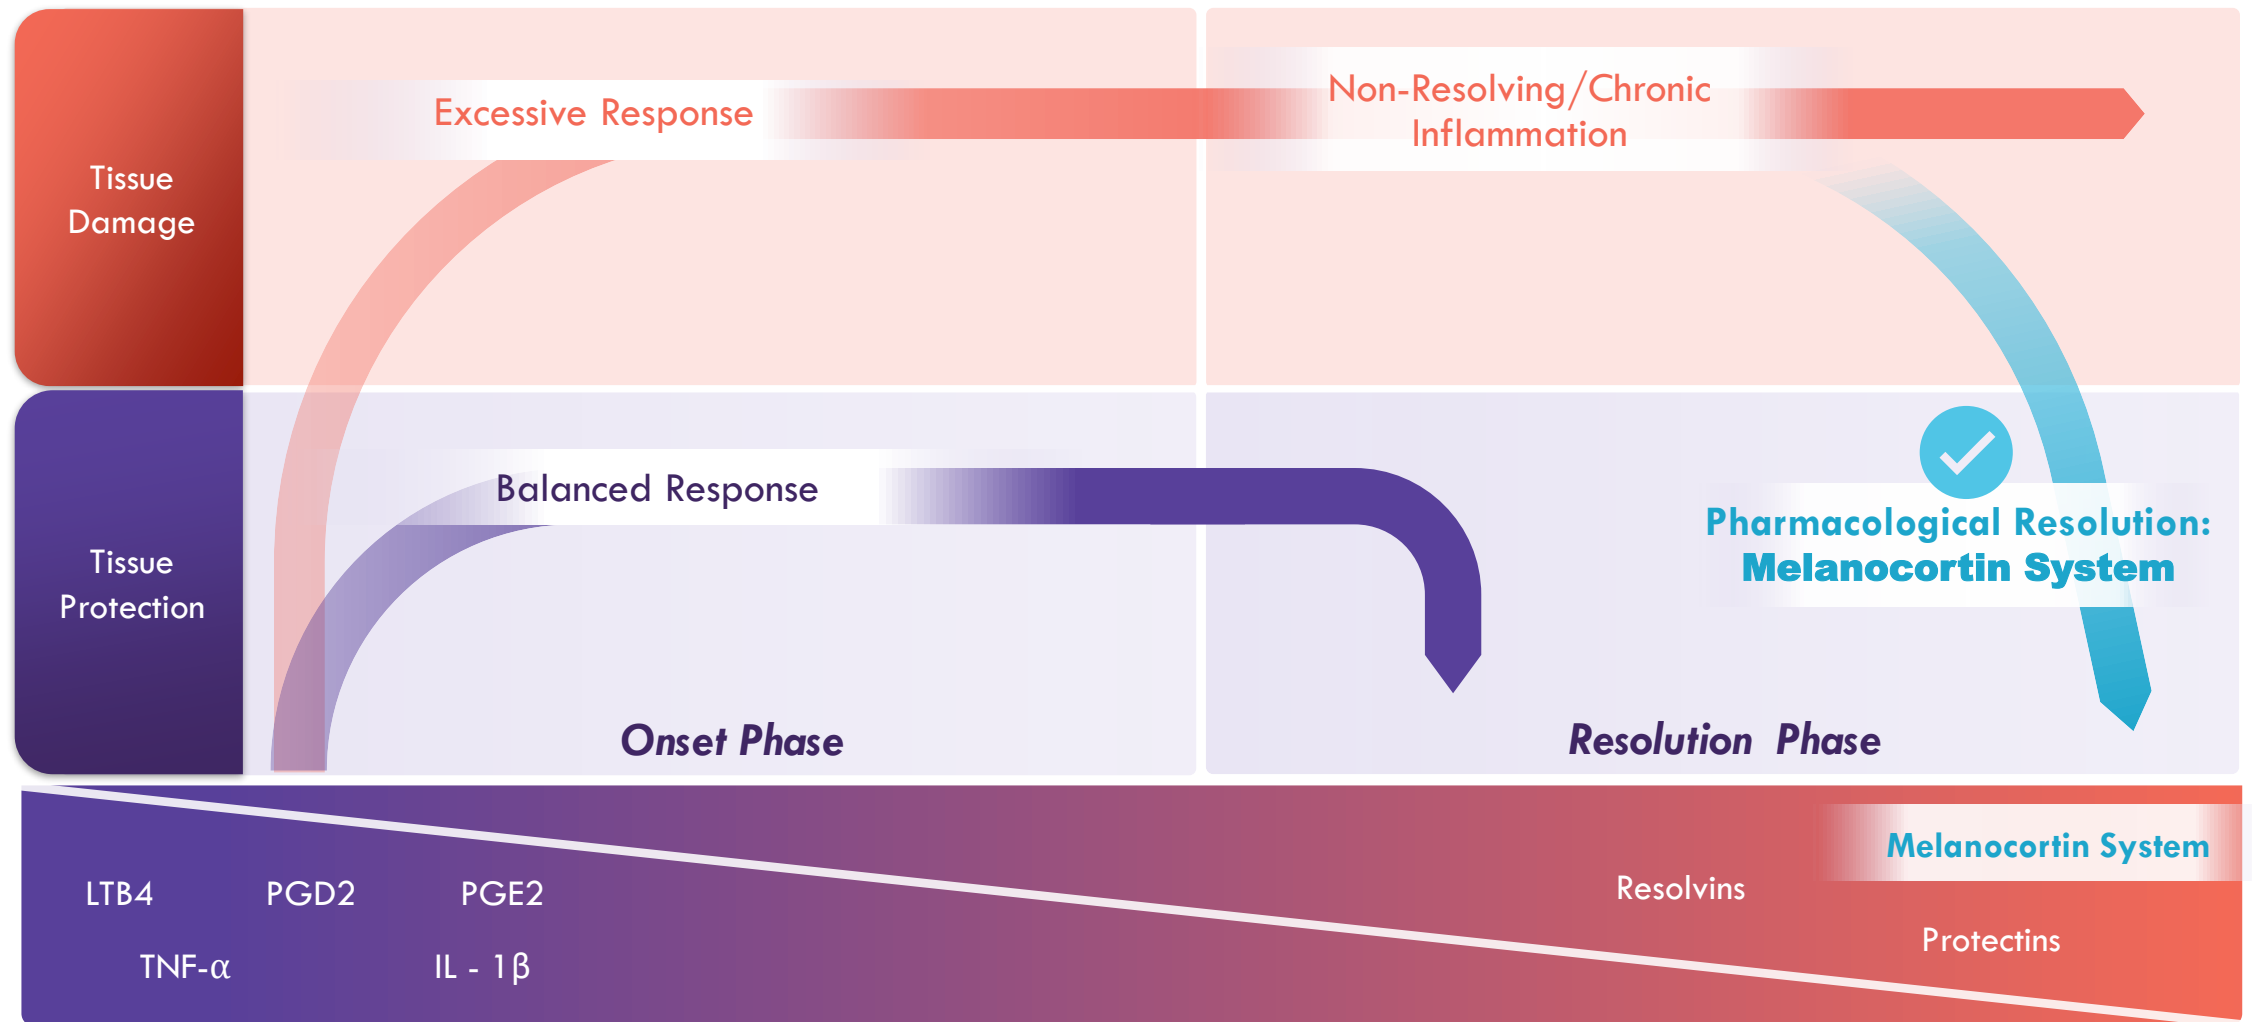 Tissue
Damage
Excessive Response
Non-Resolving/Chronic
Inflammation
Tissue
Protection
Balanced Response
Pharmacological Resolution:
Melanocortin System
Onset Phase
Resolution Phase
Melanocortin System
LTB4
PGD2
PGE2
Resolvins
Protectins
TNF-α
IL - 1β